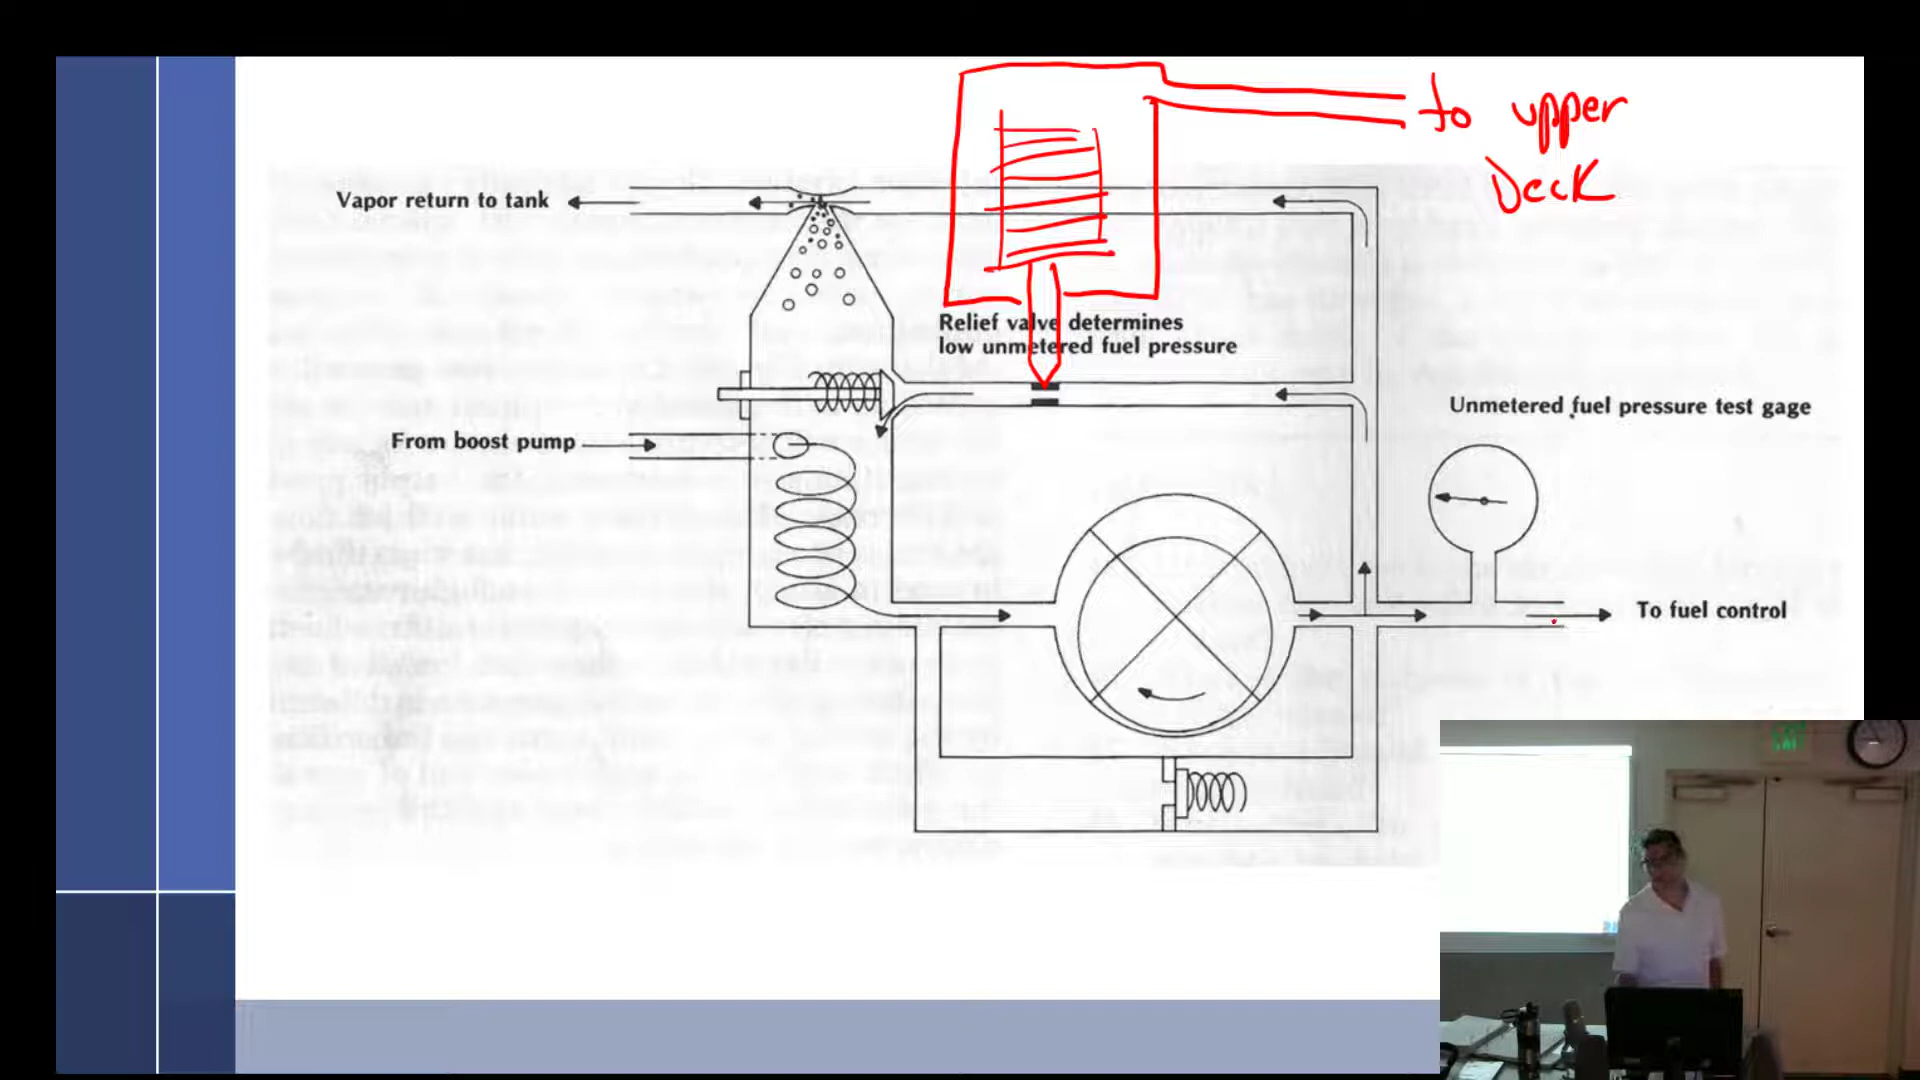 to upper
Deck
Vapor return to tank
Relief valve determines
low unmetered fuel pressure
Unmetered fuel pressure test gage
From boost pump
To fuel control